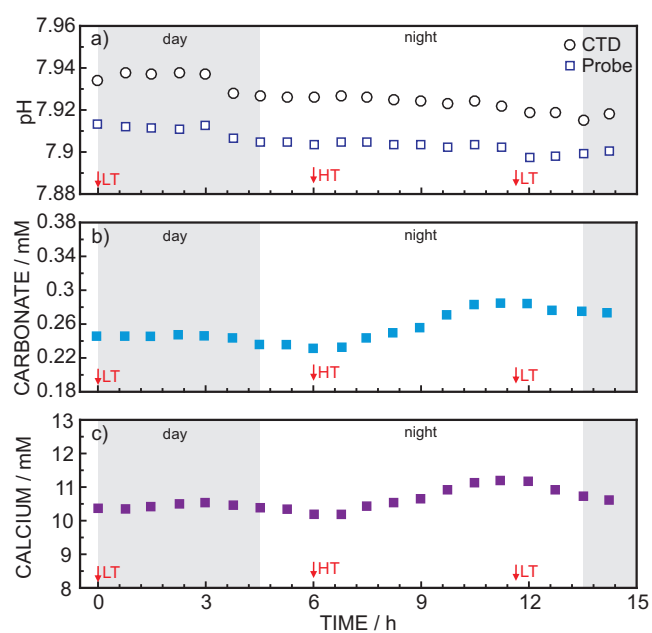 7.96
a)
day
night
CTD
Probe
7.94
7.92
7.9
7.88
pH
LT
HT
LT
0.38
b)
day
night
0.34
0.3
0.26
0.22
0.18
CARBONATE / mM
LT
HT
LT
13
c)
day
night
12
11
10
9
8
CALCIUM / mM
LT
HT
LT
0 3 6 9 12 15
TIME / h